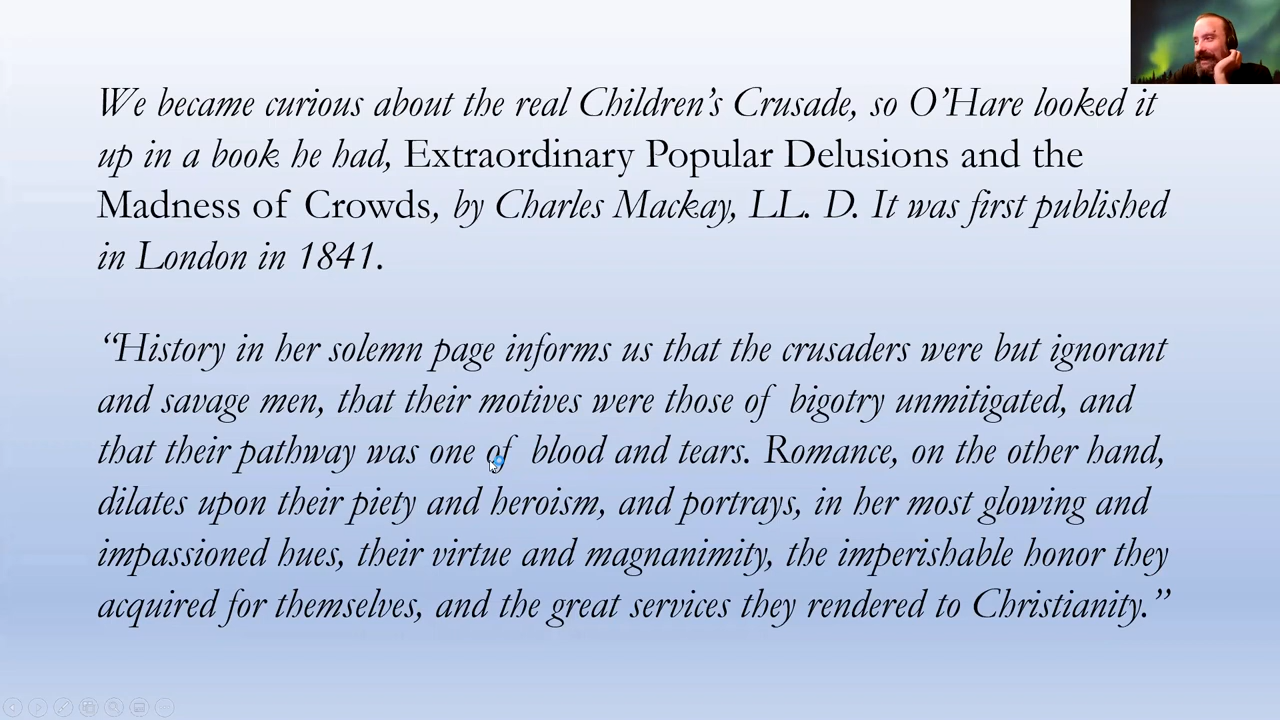 We became curious about the real Children’s Crusade, so O’Hare looked it
up in a book he had, Extraordinary Popular Delusions and the
Madness of Crowds, by Charles Mackay, LL. D. It was first published
in London in 1841.
“History in her solemn page informs us that the crusaders were but ignorant
and savage men, that their motives were those of bigotry unmitigated, and
that their pathway was one of blood and tears. Romance, on the other hand,
dilates upon their piety and heroism, and portrays, in her most glowing and
impassioned hues, their virtue and magnanimity, the imperishable honor they
acquired for themselves, and the great services they rendered to Christianity.”